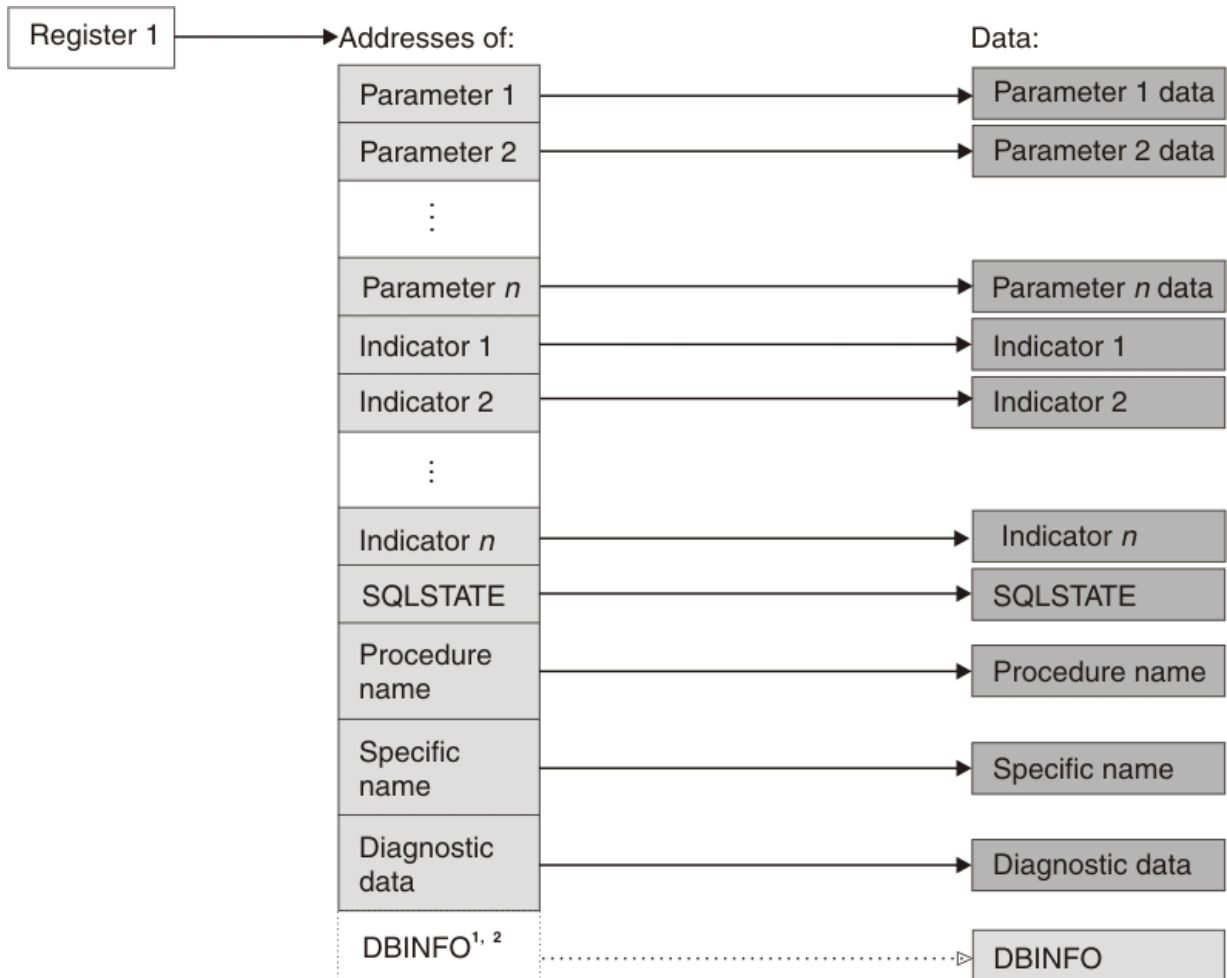 Register 1
Addresses of:
Data:
Parameter 1
Parameter 1 data
Parameter 2
Parameter 2 data
⋮
Parameter n
Parameter n data
Indicator 1
Indicator 1
Indicator 2
Indicator 2
⋮
Indicator n
Indicator n
SQLSTATE
SQLSTATE
Procedure
name
Procedure name
Specific
name
Specific name
Diagnostic
data
Diagnostic data
DBINFO1, 2
DBINFO